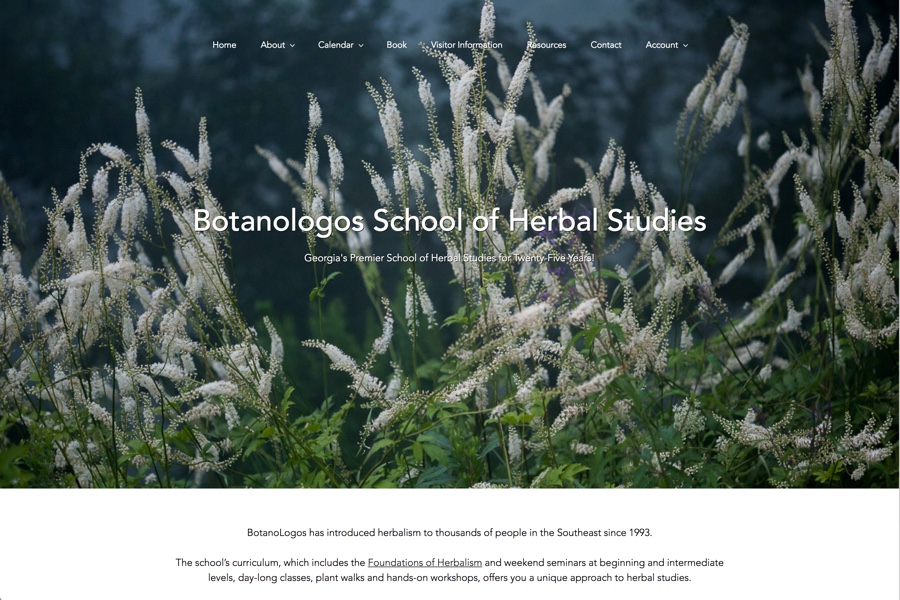 Home About Calendar Book Visitor Information Resources Contact Account
Botanologos School of Herbal Studies
Georgia's Premier School of Herbal Studies for Twenty-Five Years!
BotanoLogos has introduced herbalism to thousands of people in the Southeast since 1993.
The school's curriculum, which includes the Foundations of Herbalism and weekend seminars at beginning and intermediate
levels, day-long classes, plant walks and hands-on workshops, offers you a unique approach to herbal studies.